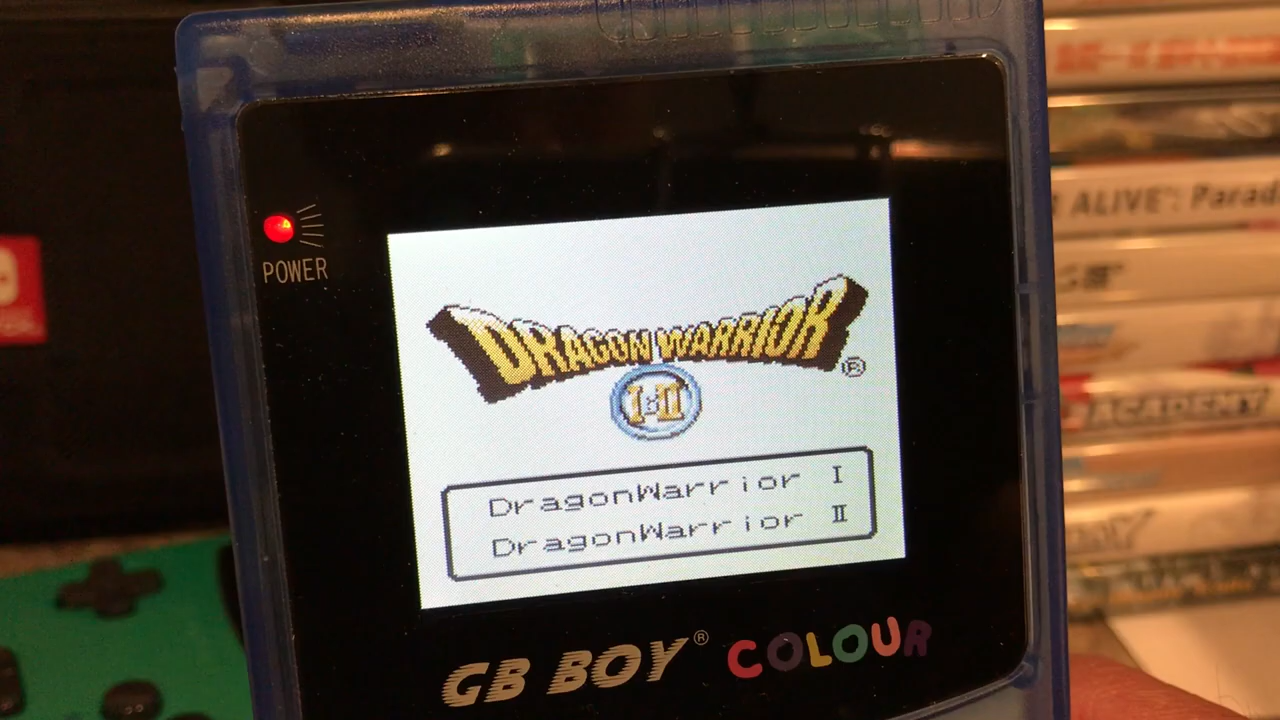 POWER
DRAGON WARRIOR
®
I&II
DragonWarrior I
DragonWarrior II
GB BOY® COLOUR
ALIVE: Parad
ACADEMY